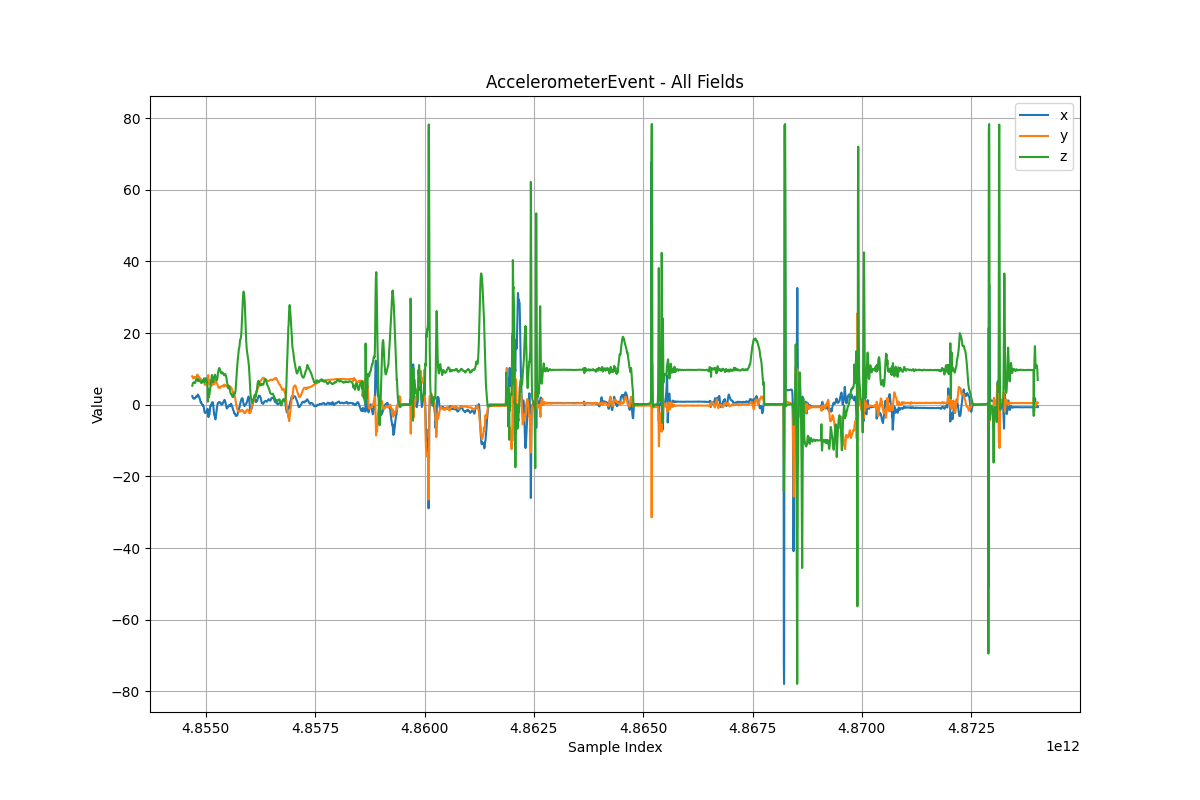 AccelerometerEvent - All Fields
x
y
z
80
60
40
20
0
−20
−40
−60
−80
Value
4.8550 4.8575 4.8600 4.8625 4.8650 4.8675 4.8700 4.8725
1e12
Sample Index